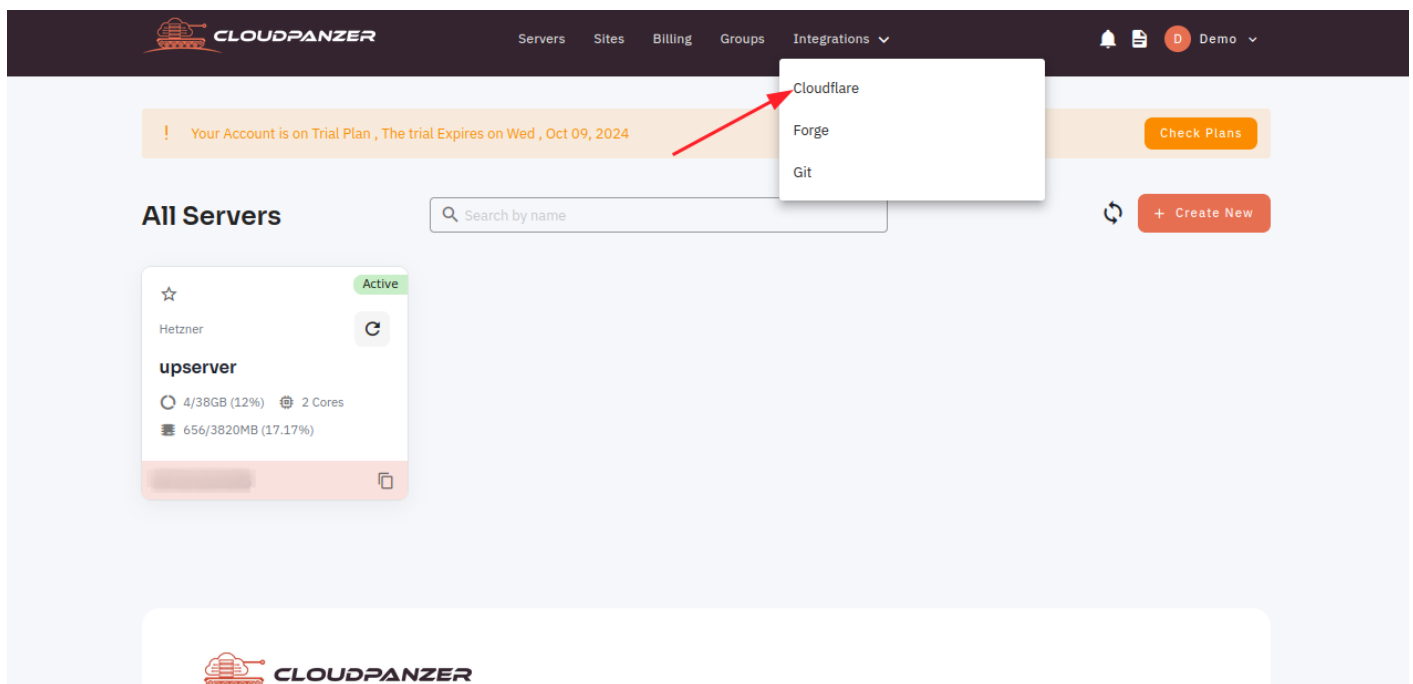 CLOUDPANZER
Servers Sites Billing Groups Integrations
D Demo
Cloudflare
Forge
Git
! Your Account is on Trial Plan , The trial Expires on Wed , Oct 09, 2024
Check Plans
All Servers
Search by name
+ Create New
Active
Hetzner
upserver
4/38GB (12%) 2 Cores
656/3820MB (17.17%)
CLOUDPANZER